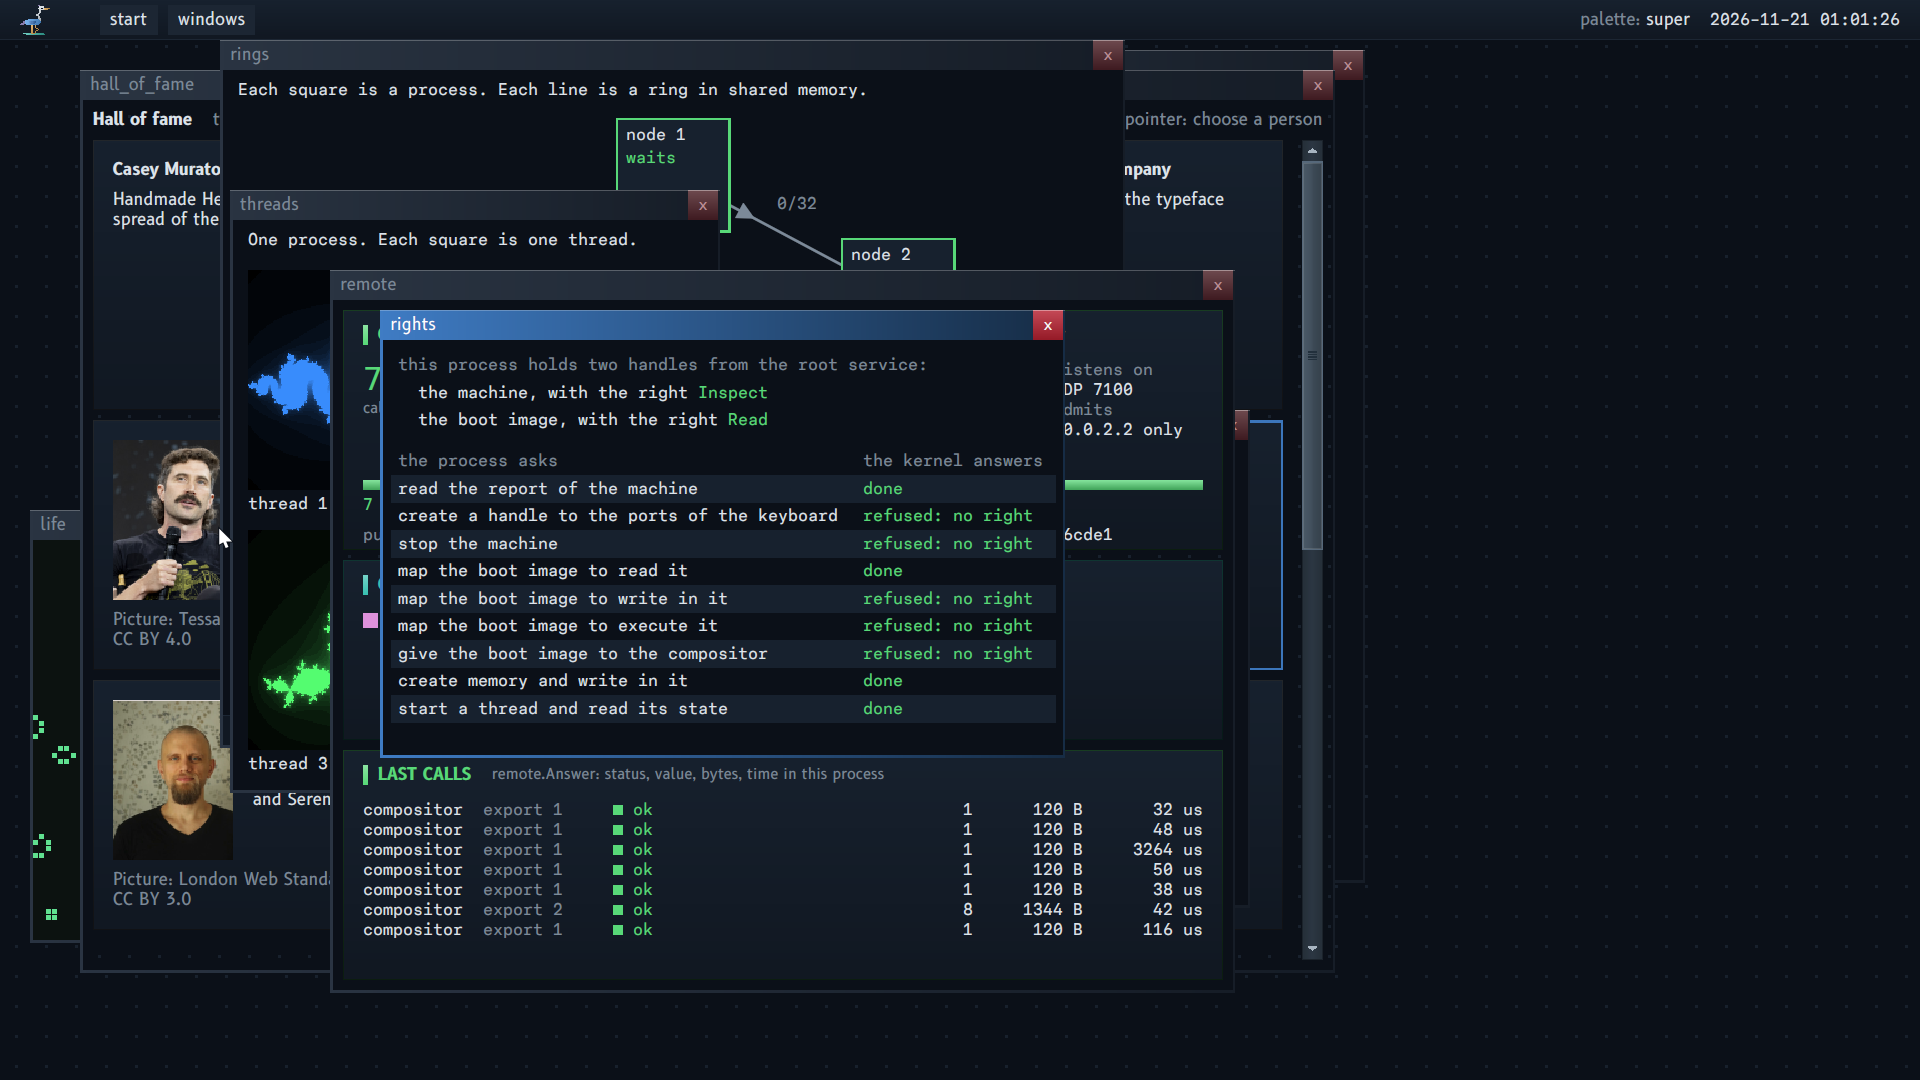 start windows palette: super 2026-11-21 01:01:26
rings x
x
hall_of_fame
x
Each square is a process. Each line is a ring in shared memory.
Hall of fame
pointer: choose a person
node 1
waits
Casey Murato
Handmade He
spread of the
mpany
the typeface
threads x
0/32
One process. Each square is one thread.
node 2
remote x
rights x
this process holds two handles from the root service:
the machine, with the right Inspect
the boot image, with the right Read
the process asks the kernel answers
read the report of the machine done
create a handle to the ports of the keyboard refused: no right
stop the machine refused: no right
map the boot image to read it done
map the boot image to write in it refused: no right
map the boot image to execute it refused: no right
give the boot image to the compositor refused: no right
create memory and write in it done
start a thread and read its state done
7
cal
istens on
DP 7100
dmits
0.0.2.2 only
7
pu
6cde1
thread 1
life
Picture: Tessa
CC BY 4.0
thread 3
and Seren
Picture: London Web Standa
CC BY 3.0
LAST CALLS remote.Answer: status, value, bytes, time in this process
compositor export 1 ok 1 120 B 32 us
compositor export 1 ok 1 120 B 48 us
compositor export 1 ok 1 120 B 3264 us
compositor export 1 ok 1 120 B 50 us
compositor export 1 ok 1 120 B 38 us
compositor export 2 ok 8 1344 B 42 us
compositor export 1 ok 1 120 B 116 us